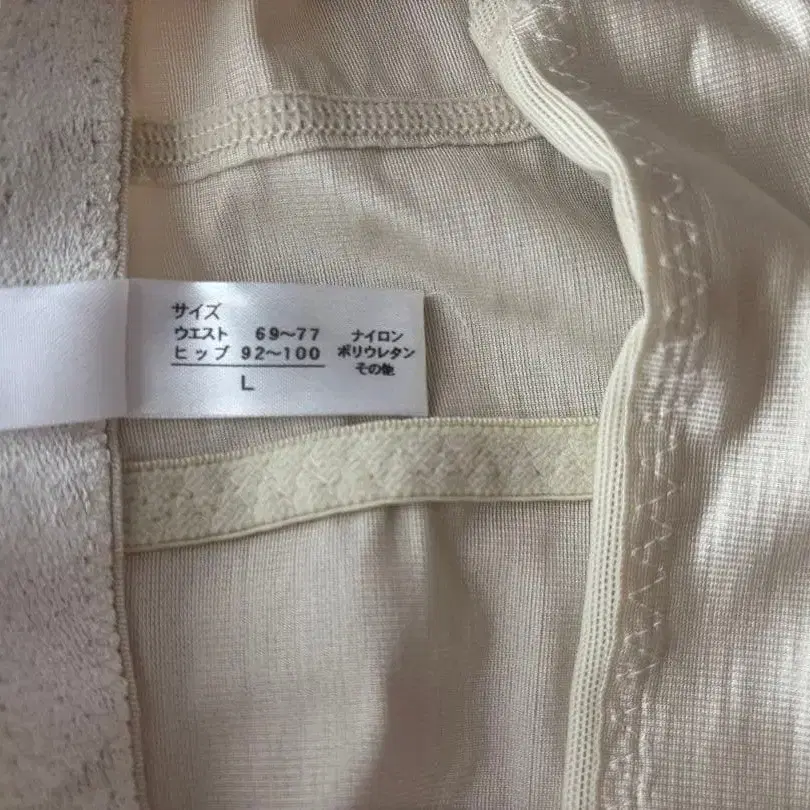 サイズ
ウエスト 69〜77
ヒップ 92〜100
L
ナイロン
ポリウレタン
その他